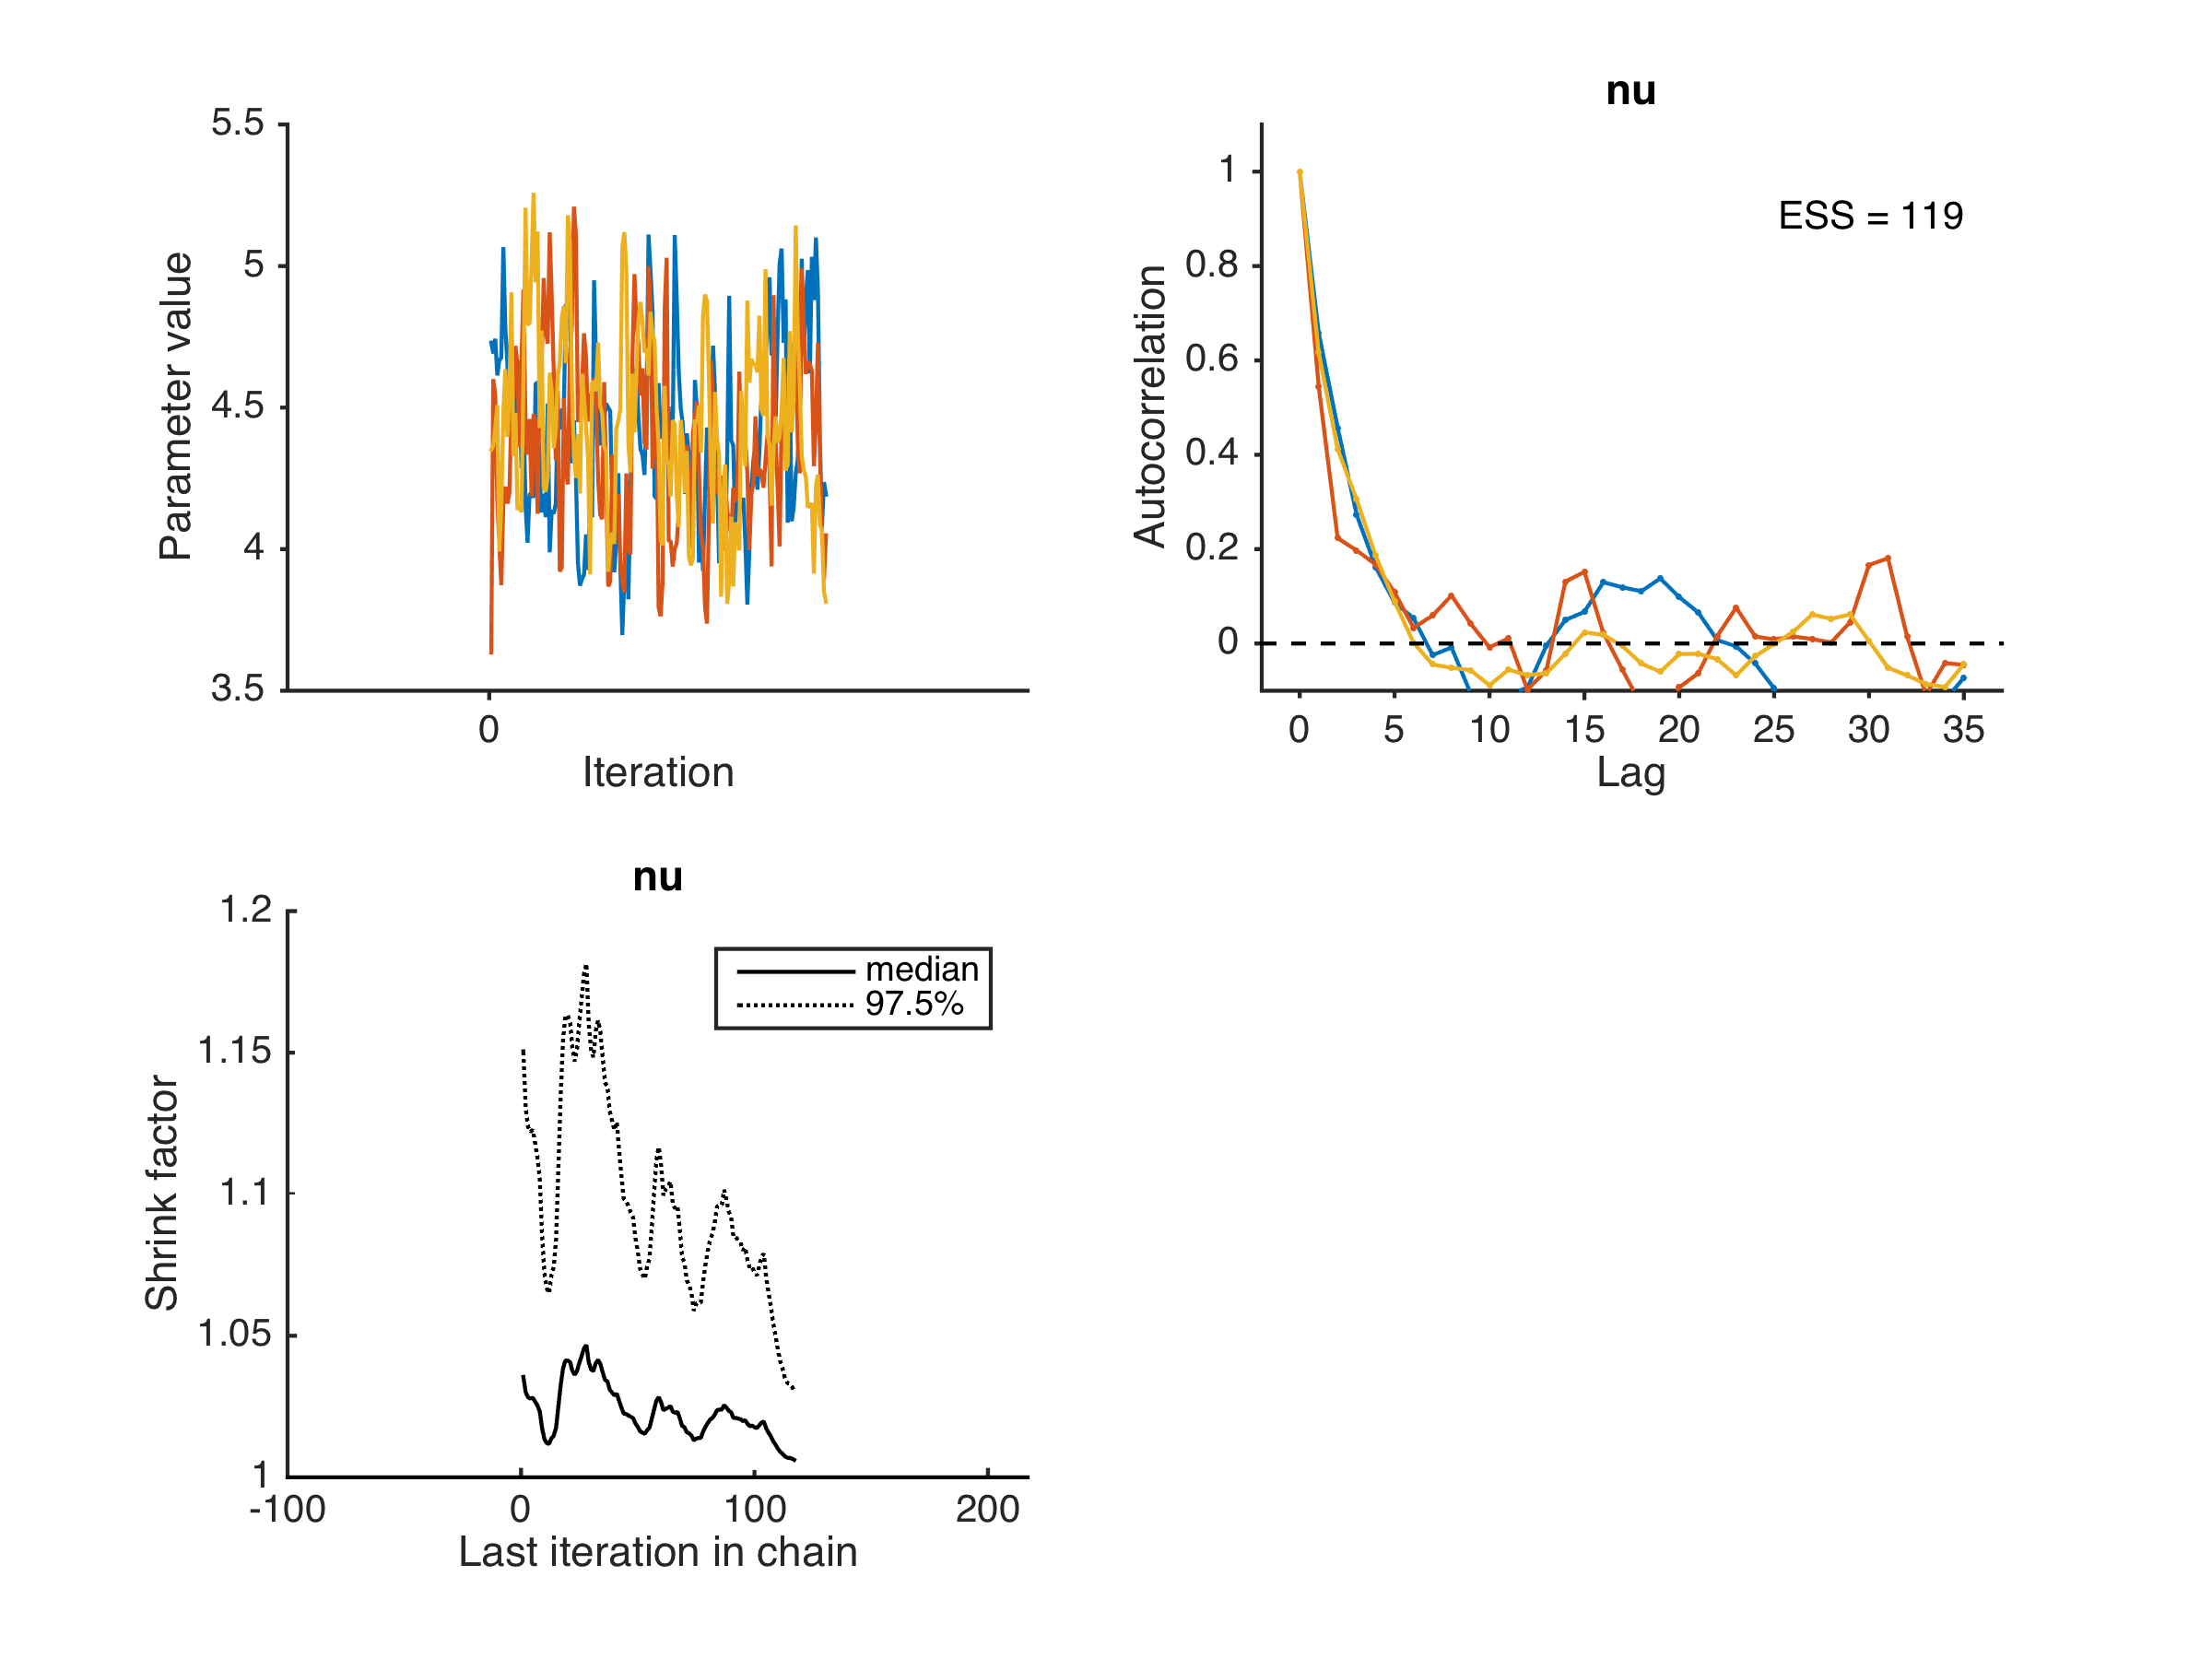 5.5
5
4.5
4
3.5
Parameter value
0
Iteration
nu
1
0.8
0.6
0.4
0.2
0
Autocorrelation
ESS = 119
0 5 10 15 20 25 30 35
Lag
nu
1.2
1.15
1.1
1.05
1
Shrink factor
median
97.5%
-100 0 100 200
Last iteration in chain